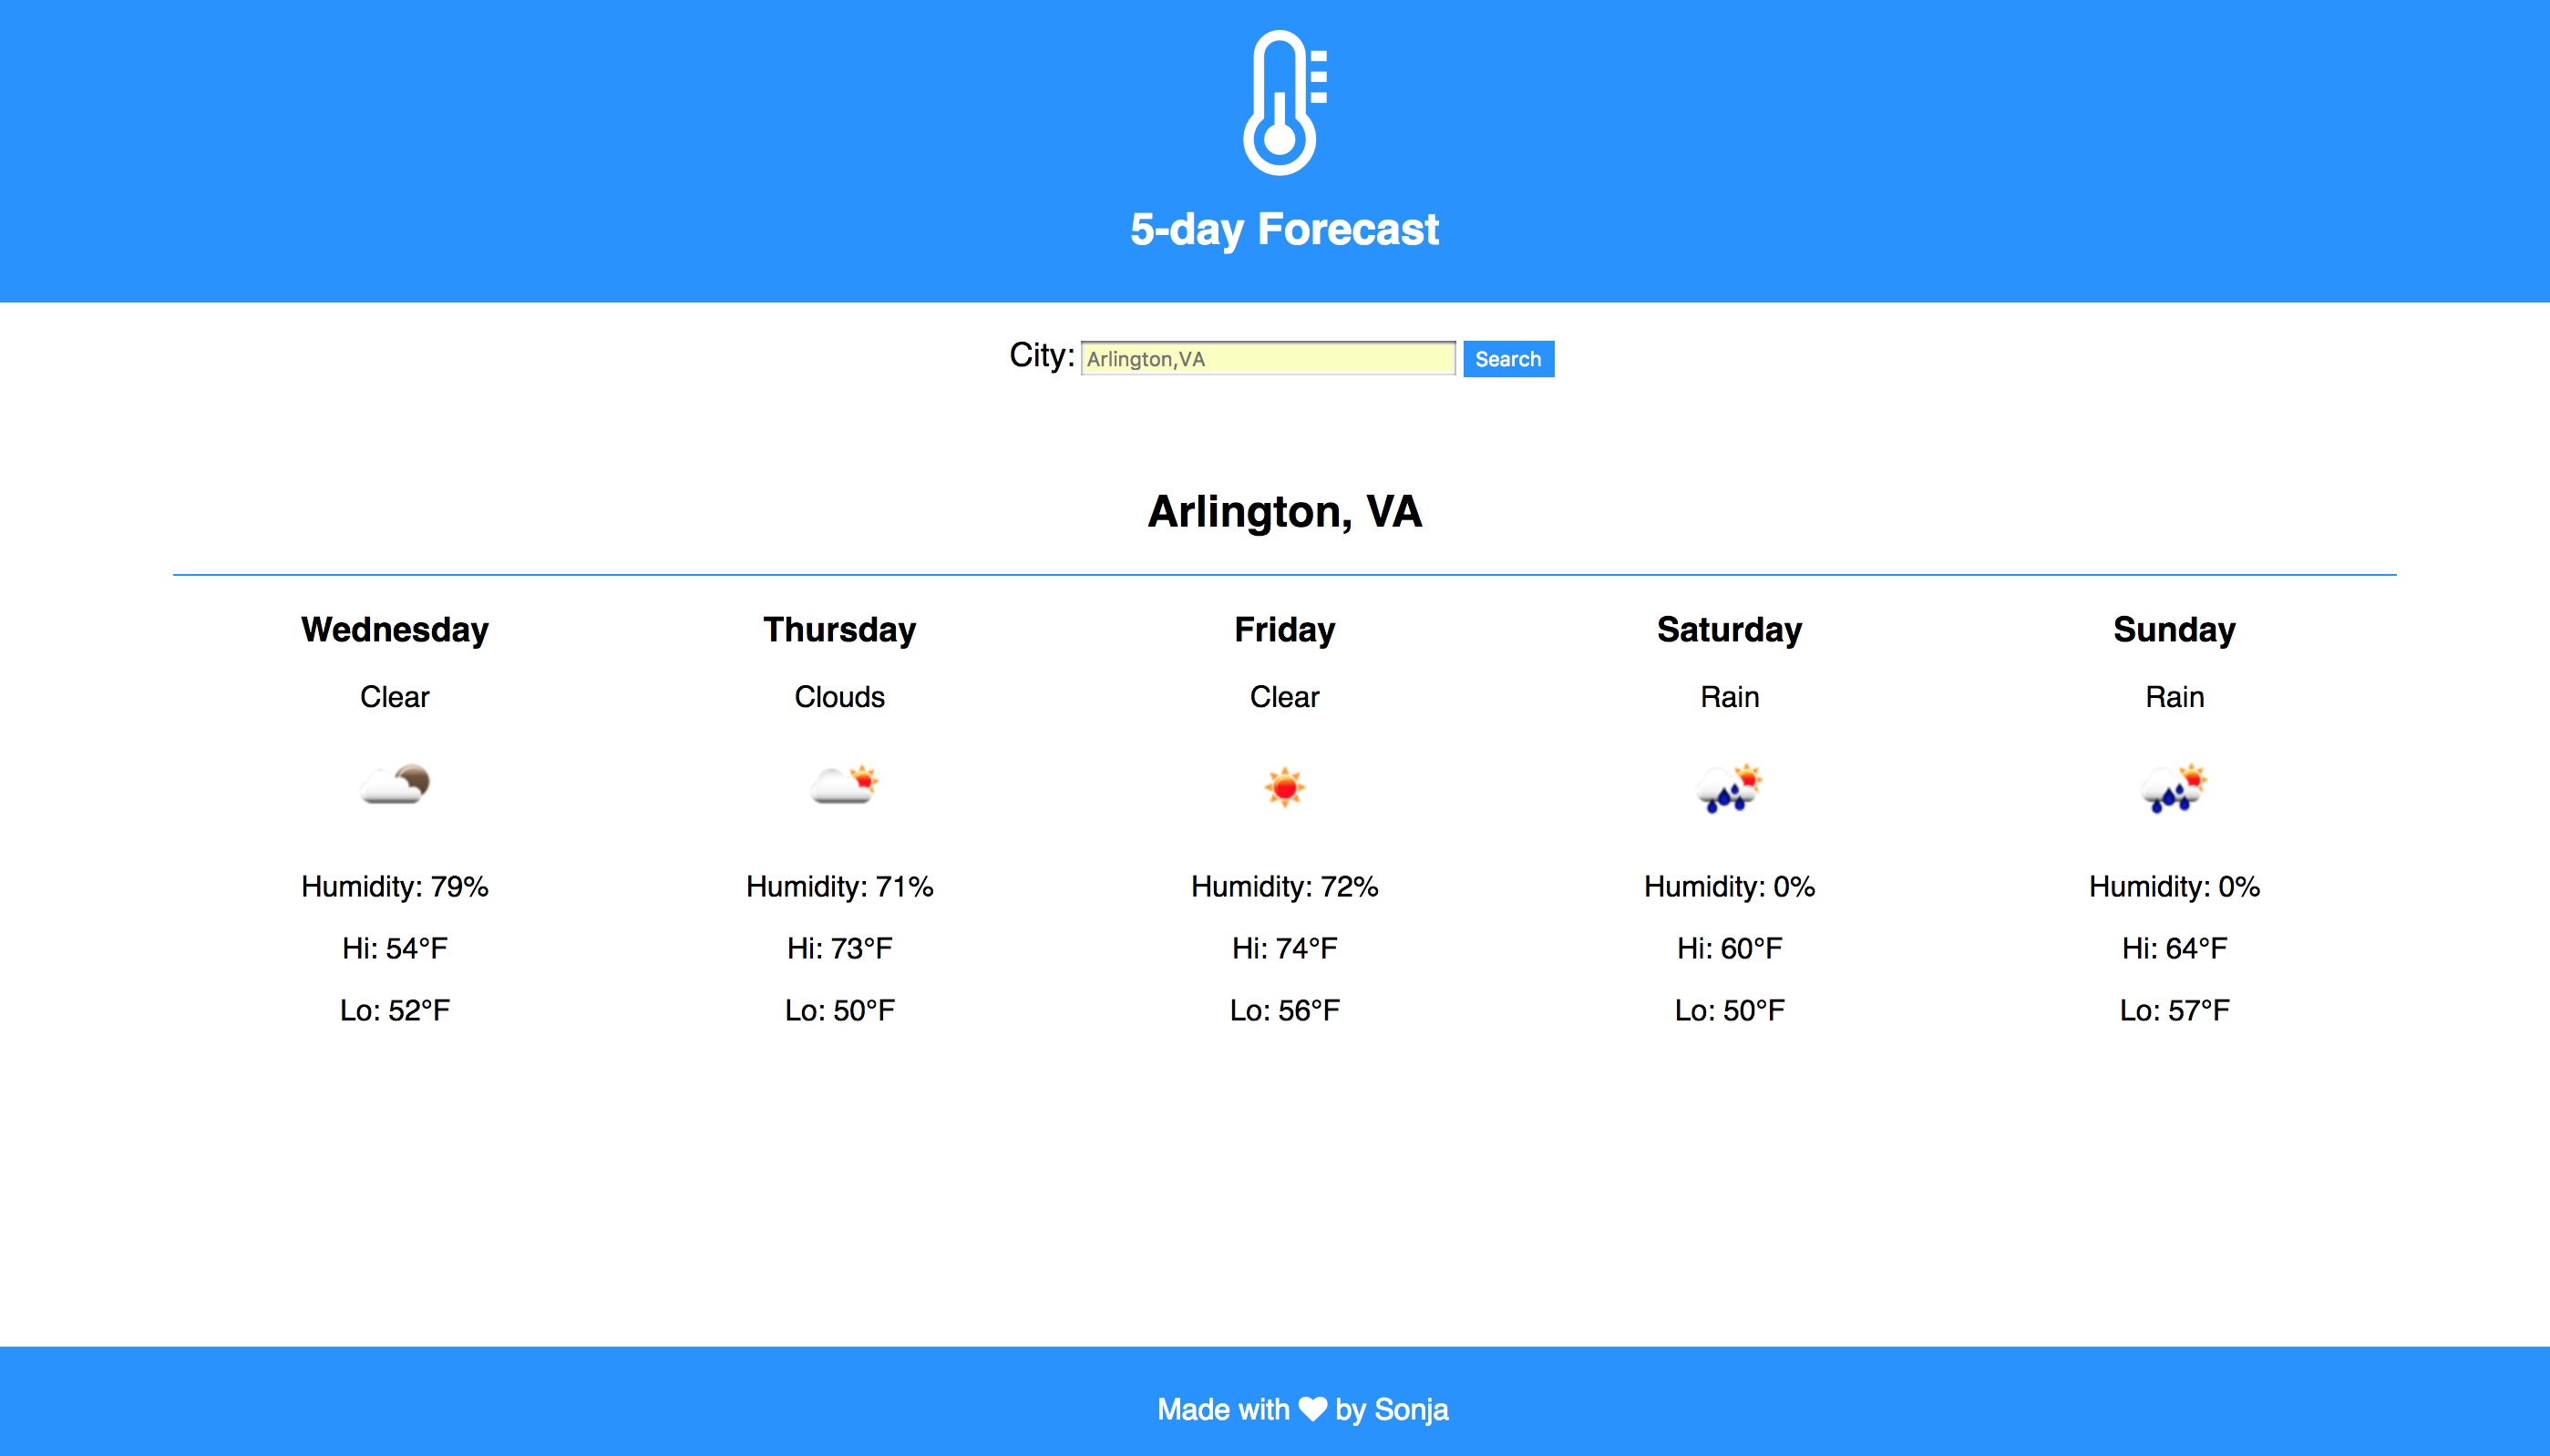 5-day Forecast
City: Arlington,VA Search
Arlington, VA
Wednesday Thursday Friday Saturday Sunday
Clear Clouds Clear Rain Rain
Humidity: 79% Humidity: 71% Humidity: 72% Humidity: 0% Humidity: 0%
Hi: 54°F Hi: 73°F Hi: 74°F Hi: 60°F Hi: 64°F
Lo: 52°F Lo: 50°F Lo: 56°F Lo: 50°F Lo: 57°F
Made with ♥ by Sonja